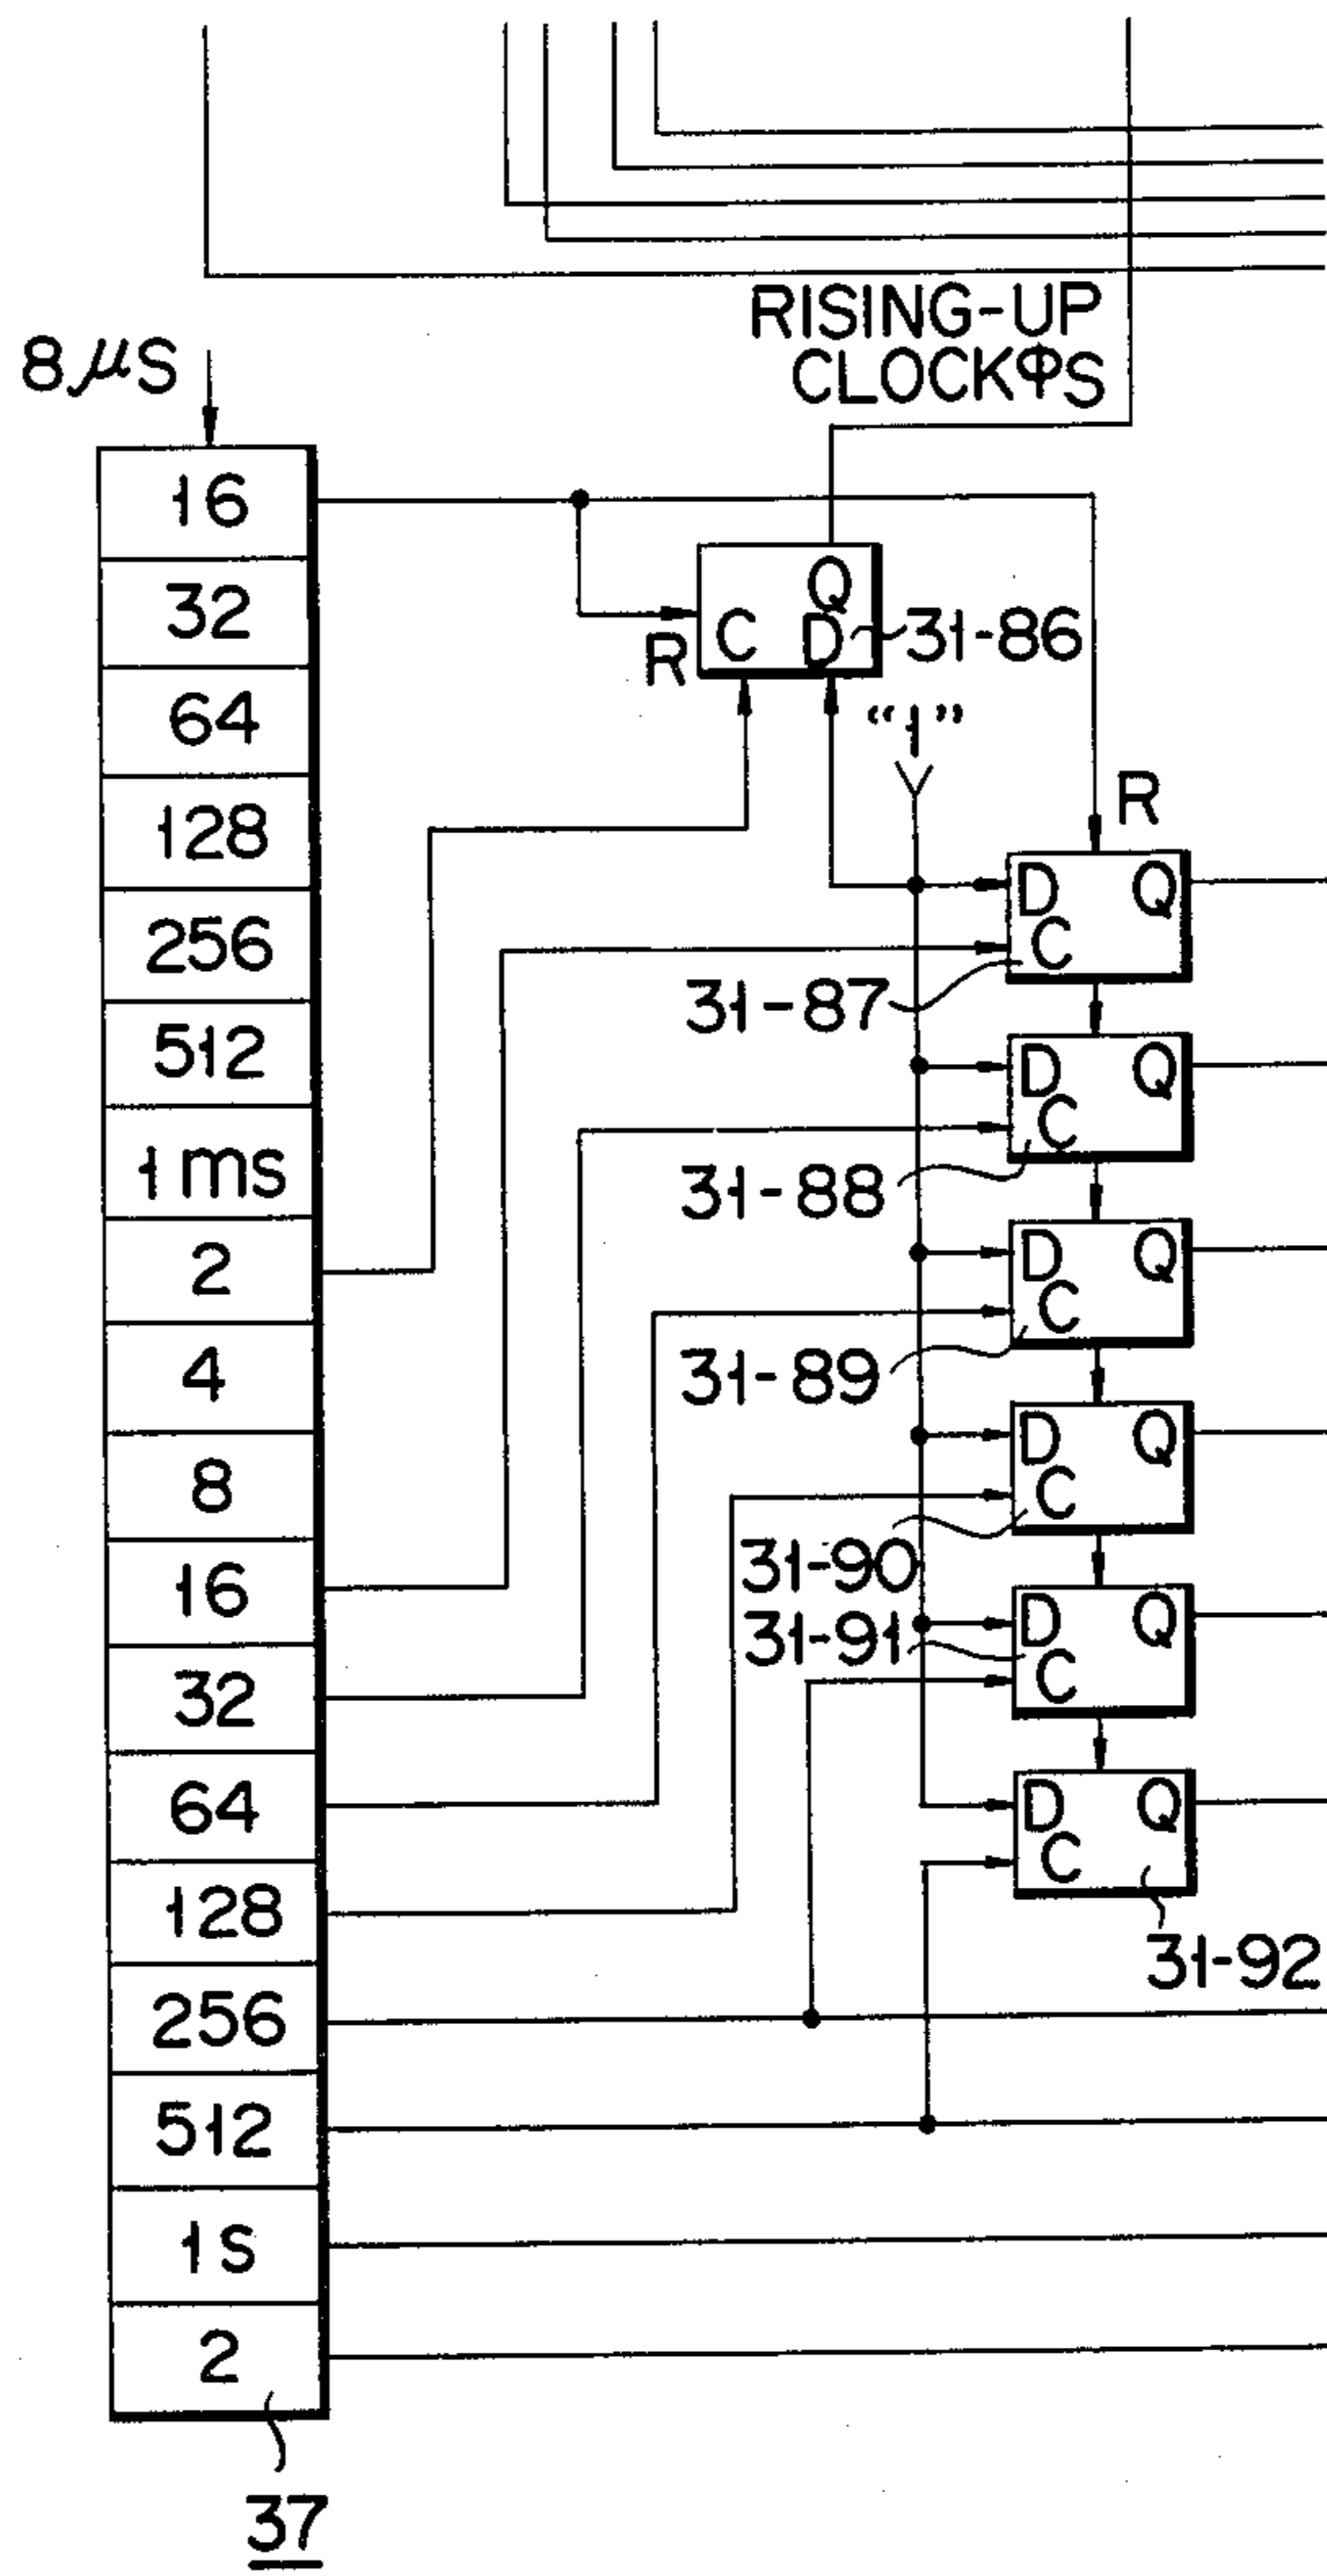 RISING-UP
CLOCKΦS
8μS
16
32
64
128
256
512
1ms
2
4
8
16
32
64
128
256
512
1S
2
37
R
C
Q
D
31-86
"1"
R
D
Q
C
31-87
D
Q
C
31-88
D
Q
C
31-89
D
Q
C
31-90
D
Q
C
31-91
D
Q
C
31-92